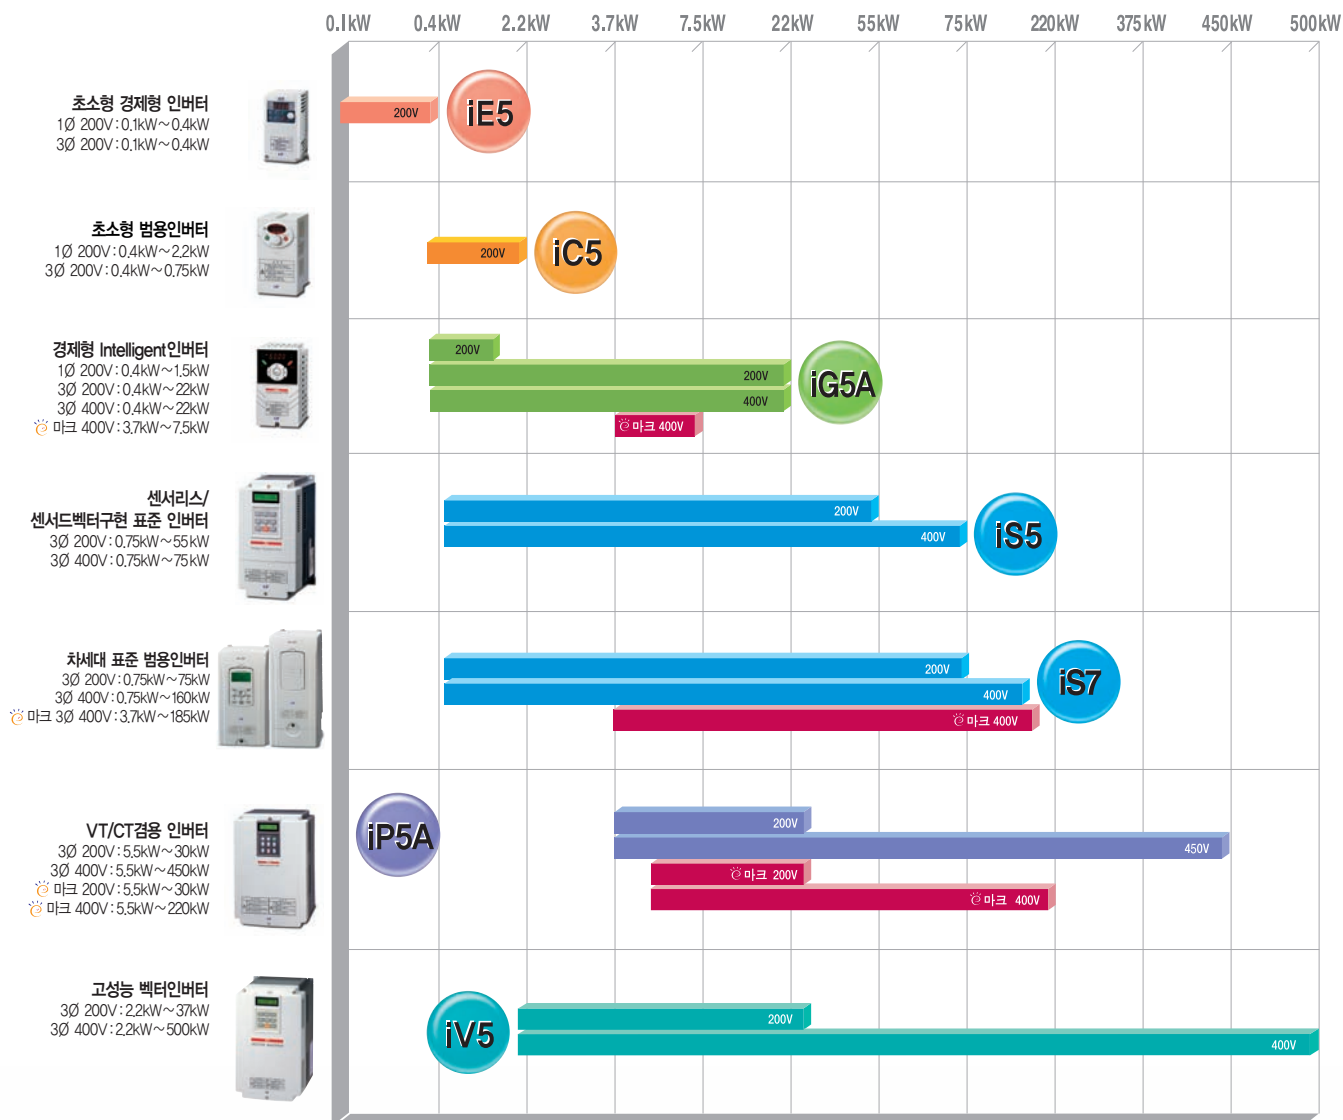 0.1kW 0.4kW 2.2kW 3.7kW 7.5kW 22kW 55kW 75kW 220kW 375kW 450kW 500kW
초소형 경제형 인버터
1Ø 200V : 0.1kW~0.4kW
3Ø 200V : 0.1kW~0.4kW
200V
iE5
초소형 범용인버터
1Ø 200V : 0.4kW~2.2kW
3Ø 200V : 0.4kW~0.75kW
200V
iC5
경제형 Intelligent인버터
1Ø 200V : 0.4kW~1.5kW
3Ø 200V : 0.4kW~22kW
3Ø 400V : 0.4kW~22kW
e 마크 400V : 3.7kW~7.5kW
200V
200V
400V
e 마크 400V
iG5A
센서리스/
센서드벡터구현 표준 인버터
3Ø 200V : 0.75kW~55kW
3Ø 400V : 0.75kW~75kW
200V
400V
iS5
차세대 표준 범용인버터
3Ø 200V : 0.75kW~75kW
3Ø 400V : 0.75kW~160kW
e 마크 3Ø 400V : 3.7kW~185kW
200V
400V
e 마크 400V
iS7
VT/CT겸용 인버터
3Ø 200V : 5.5kW~30kW
3Ø 400V : 5.5kW~450kW
e 마크 200V : 5.5kW~30kW
e 마크 400V : 5.5kW~220kW
iP5A
200V
450V
e 마크 200V
e 마크 400V
고성능 벡터인버터
3Ø 200V : 2.2kW~37kW
3Ø 400V : 2.2kW~500kW
iV5
200V
400V